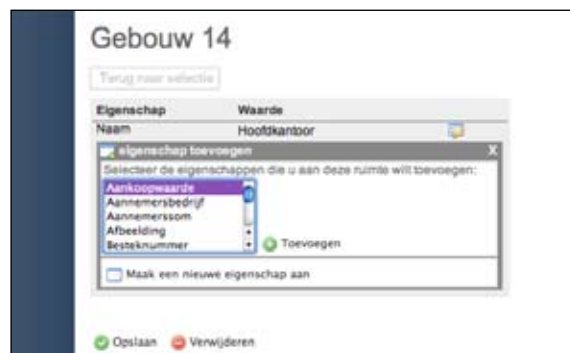 Gebouw 14
Terug naar selectie
Eigenschap Waarde
Naam Hoofdkantoor
eigenschap toevoegen X
Selecteer de eigenschappen die u aan deze ruimte wilt toevoegen:
Aankoopwaarde
Aannemersbedrijf
Aannemerssom
Afbeelding
Besteknummer
Toevoegen
Maak een nieuwe eigenschap aan
Opslaan Verwijderen